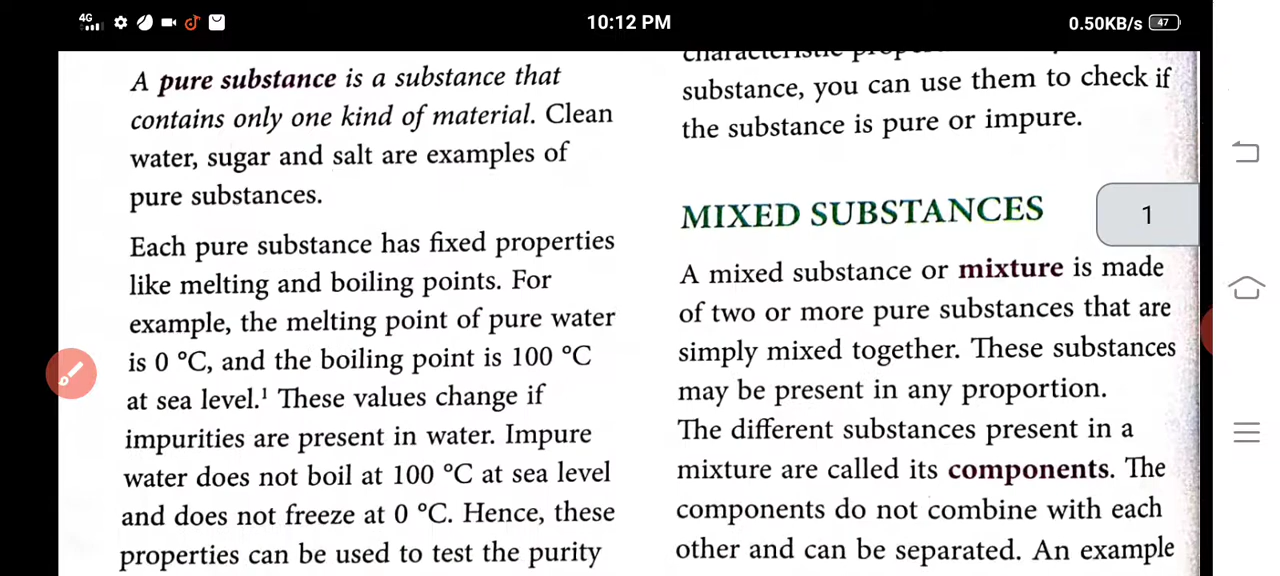 4G
10:12 PM
0.50KB/s
47
A pure substance is a substance that
contains only one kind of material. Clean
water, sugar and salt are examples of
pure substances.
Each pure substance has fixed properties
like melting and boiling points. For
example, the melting point of pure water
is 0 °C, and the boiling point is 100 °C
at sea level.¹ These values change if
impurities are present in water. Impure
water does not boil at 100 °C at sea level
and does not freeze at 0 °C. Hence, these
properties can be used to test the purity
characteristic
substance, you can use them to check if
the substance is pure or impure.
MIXED SUBSTANCES
1
A mixed substance or mixture is made
of two or more pure substances that are
simply mixed together. These substances
may be present in any proportion.
The different substances present in a
mixture are called its components. The
components do not combine with each
other and can be separated. An example